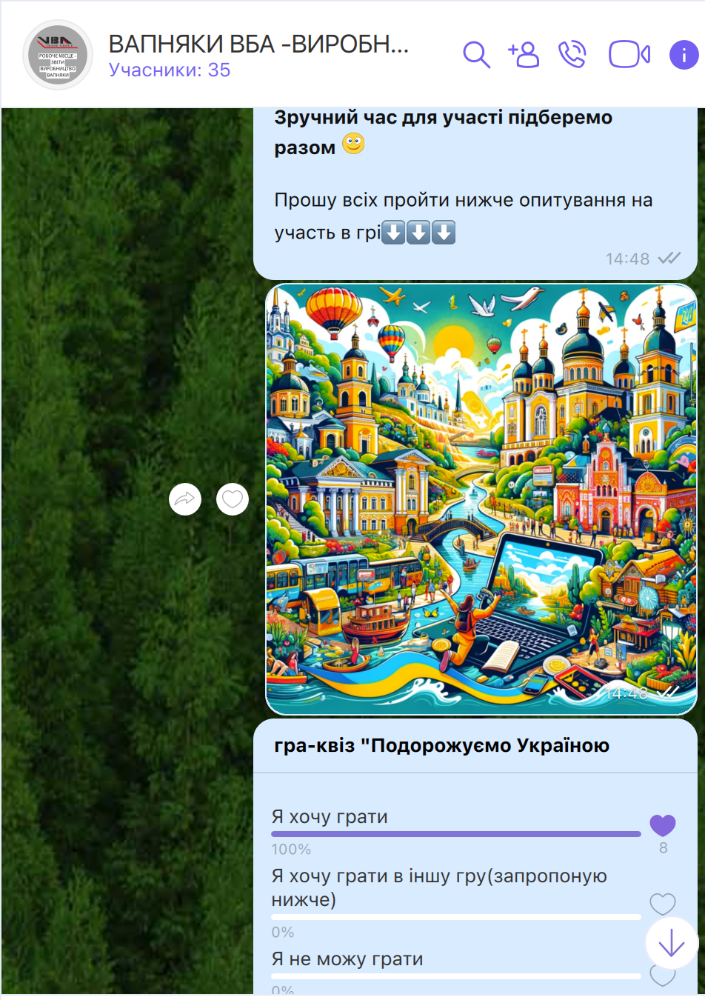 VBA
TRADE GROUP
РОБОЧЕ МІСЦЕ -
ЗВІТИ
ВИРОБНИЦТВО
ВАПНЯКИ
ВАПНЯКИ ВБА -ВИРОБН...
Учасники: 35
Зручний час для участі підберемо
разом
Прошу всіх пройти нижче опитування на
участь в грі
14:48
14:48
гра-квіз "Подорожуємо Україною
Я хочу грати
100%
8
Я хочу грати в іншу гру(запропоную
нижче)
0%
Я не можу грати
0%